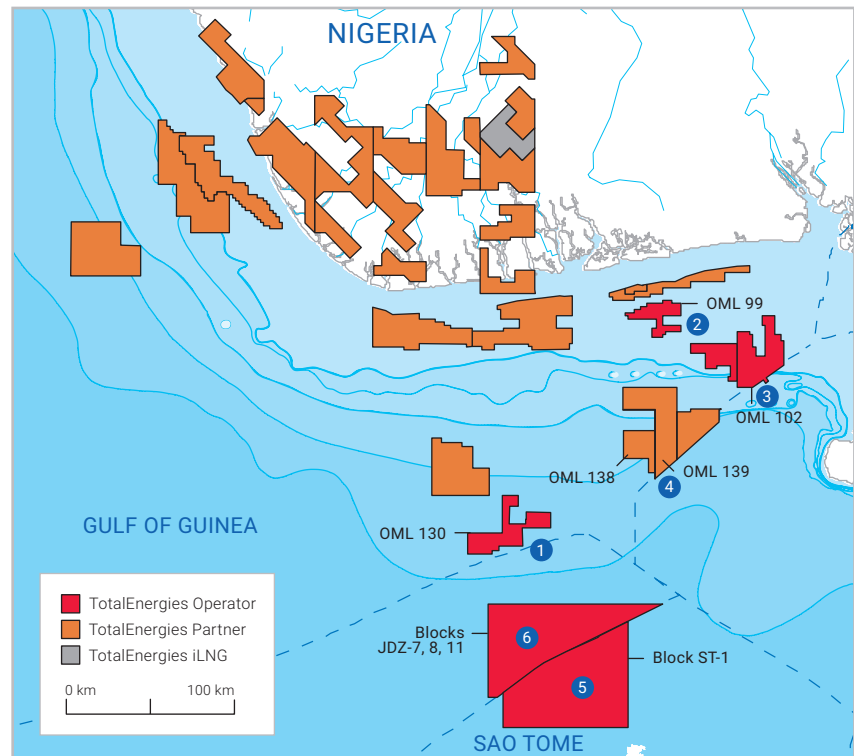 NIGERIA
OML 99
2
3
OML 102
OML 138
OML 139
4
GULF OF GUINEA
OML 130
1
TotalEnergies Operator
TotalEnergies Partner
TotalEnergies iLNG
0 km
100 km
Blocks
JDZ-7, 8, 11
6
Block ST-1
5
SAO TOME